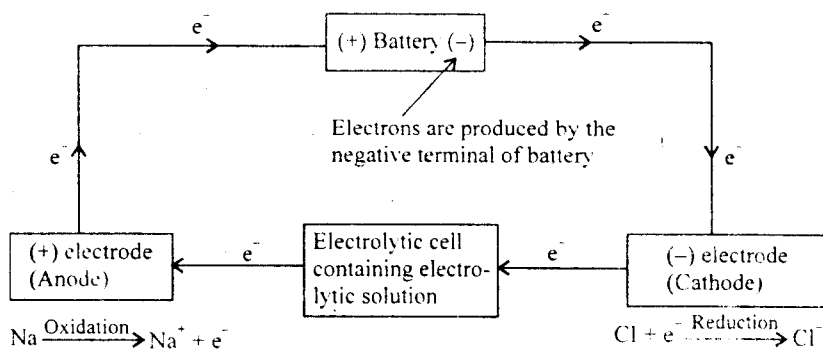 e⁻
(+) Battery (–)
e⁻
Electrons are produced by the
negative terminal of battery
e⁻
e⁻
(+) electrode
(Anode)
e⁻
Electrolytic cell
containing electro-
lytic solution
e⁻
(–) electrode
(Cathode)
Na Oxidation Na⁺ + e⁻
Cl + e⁻ Reduction Cl⁻